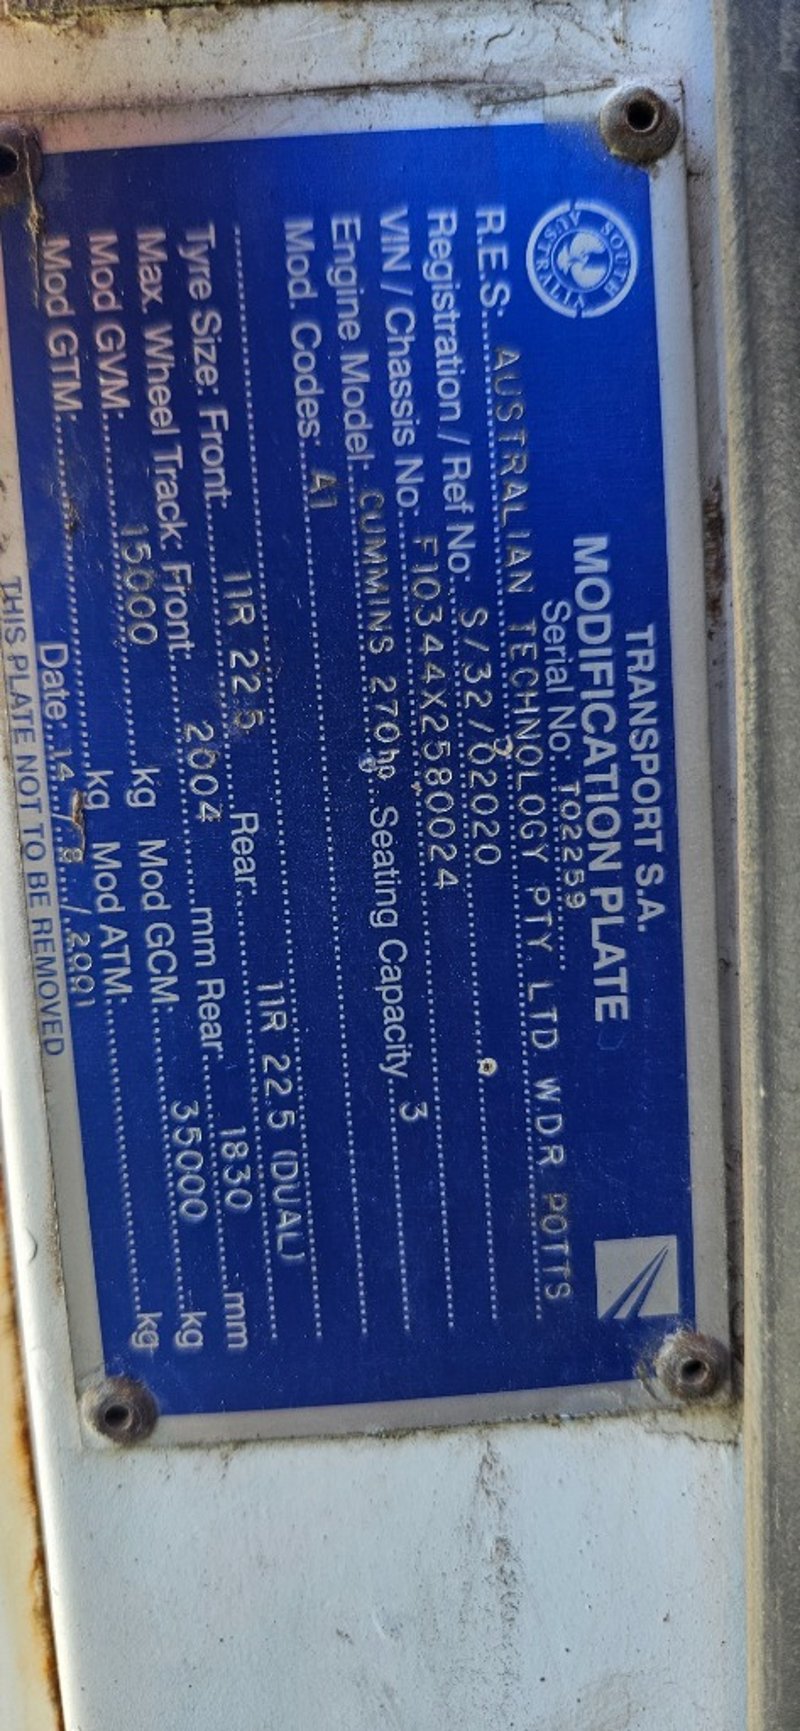 TRANSPORT S.A.
MODIFICATION PLATE
Serial No: T02259
SOUTH AUSTRALIA
R.E.S: AUSTRALIAN TECHNOLOGY PTY. LTD. W.D.R. POTTS
Registration / Ref No: S/32/02020
VIN / Chassis No: F10344X2580024
Engine Model: CUMMINS 270hp Seating Capacity 3
Mod. Codes: A1
Tyre Size: Front: 11R 22.5 Rear: 11R 22.5 (DUAL)
Max. Wheel Track: Front: 2004 mm Rear: 1830 mm
Mod GVM: 15000 kg Mod GCM: 35000 kg
Mod GTM: kg Mod ATM: kg
Date: 14 / 8 / 2001
THIS PLATE NOT TO BE REMOVED